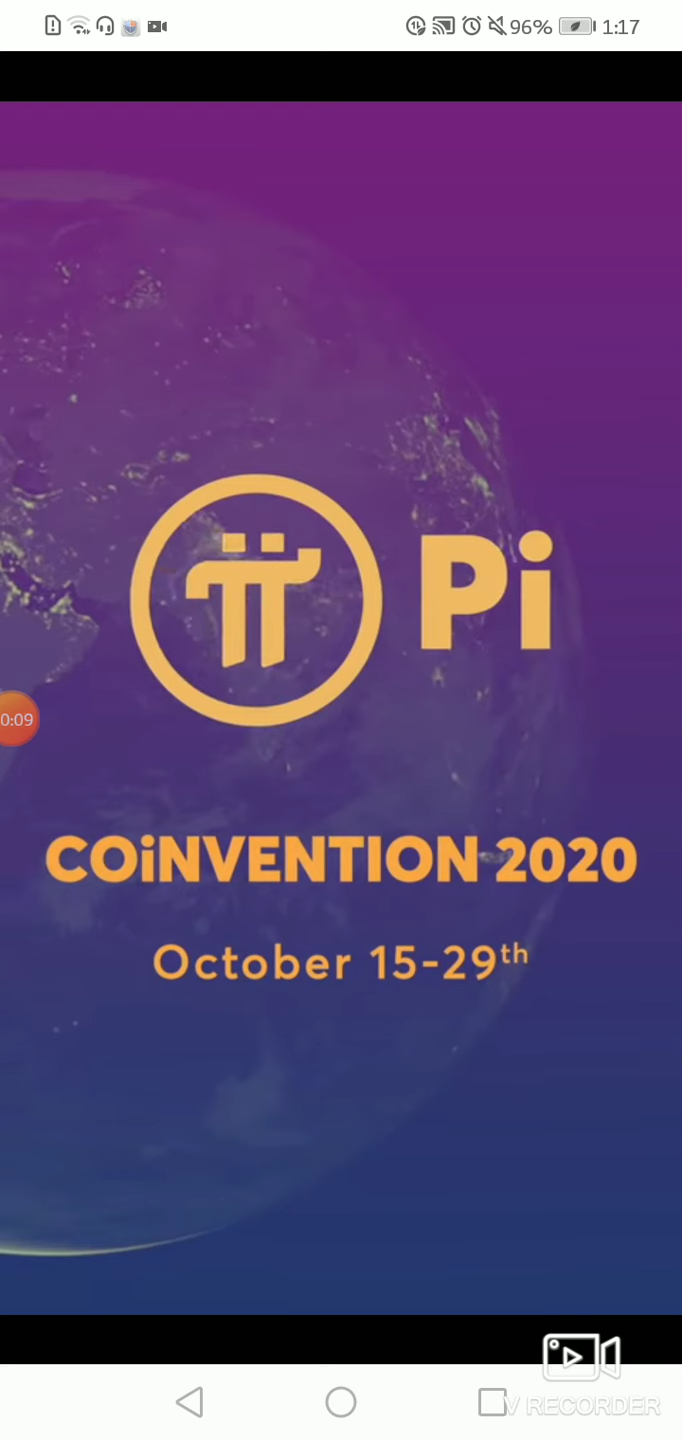 96% 1:17
Pi
0:09
COiNVENTION 2020
October 15-29th
V RECORDER